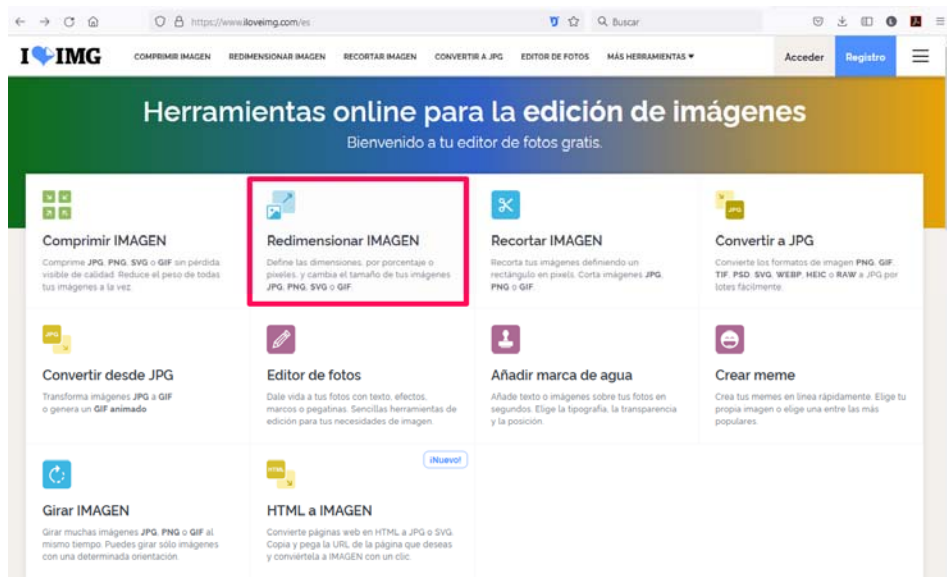 https://www.iloveimg.com/es
Buscar
I IMG
COMPRIMIR IMAGEN
REDIMENSIONAR IMAGEN
RECORTAR IMAGEN
CONVERTIR A JPG
EDITOR DE FOTOS
MÁS HERRAMIENTAS
Acceder
Registro
Herramientas online para la edición de imágenes
Bienvenido a tu editor de fotos gratis.
Comprimir IMAGEN
Comprime JPG, PNG, SVG o GIF sin pérdida
visible de calidad. Reduce el peso de todas
tus imágenes a la vez.
Redimensionar IMAGEN
Define las dimensiones, por porcentaje o
píxeles, y cambia el tamaño de tus imágenes
JPG, PNG, SVG o GIF.
Recortar IMAGEN
Recorta tus imágenes definiendo un
rectángulo en pixels. Corta imágenes JPG,
PNG o GIF.
JPG
Convertir a JPG
Convierte los formatos de imagen PNG, GIF,
TIF, PSD, SVG, WEBP, HEIC o RAW a JPG por
lotes fácilmente.
JPG
Convertir desde JPG
Transforma imágenes JPG a GIF
o genera un GIF animado
Editor de fotos
Dale vida a tus fotos con texto, efectos,
marcos o pegatinas. Sencillas herramientas de
edición para tus necesidades de imagen.
Añadir marca de agua
Añade texto o imágenes sobre tus fotos en
segundos. Elige la tipografía, la transparencia
y la posición.
Crear meme
Crea tus memes en línea rápidamente. Elige tu
propia imagen o elige una entre las más
populares.
Girar IMAGEN
Girar muchas imágenes JPG, PNG o GIF al
mismo tiempo. Puedes girar sólo imágenes
con una determinada orientación.
¡Nuevo!
HTML
HTML a IMAGEN
Convierte páginas web en HTML a JPG o SVG.
Copia y pega la URL de la página que deseas
y conviértela a IMAGEN con un clic.